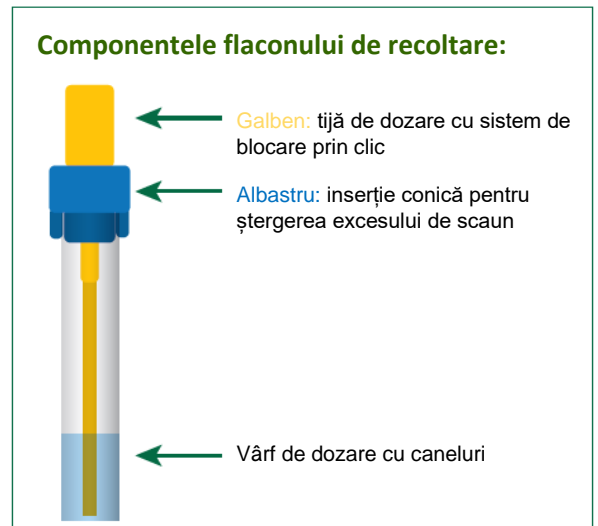 Componentele flaconului de recoltare:
Galben: tijă de dozare cu sistem de
blocare prin clic
Albastru: inserție conică pentru
ștergerea excesului de scaun
Vârf de dozare cu caneluri